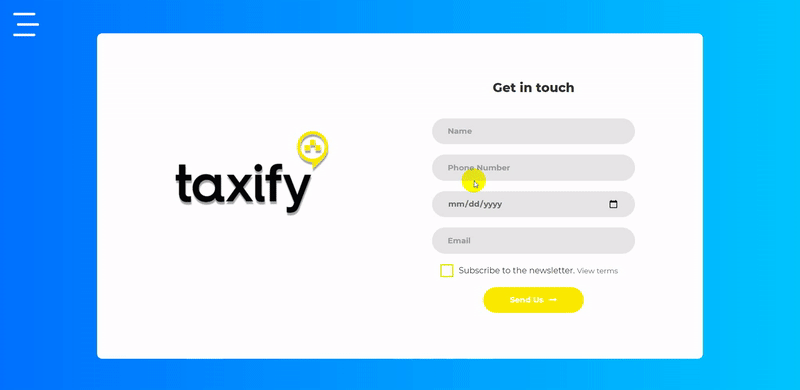 Get in touch
Name
taxify
Phone Number
mm/dd/yyyy
Email
Subscribe to the newsletter. View terms
Send Us